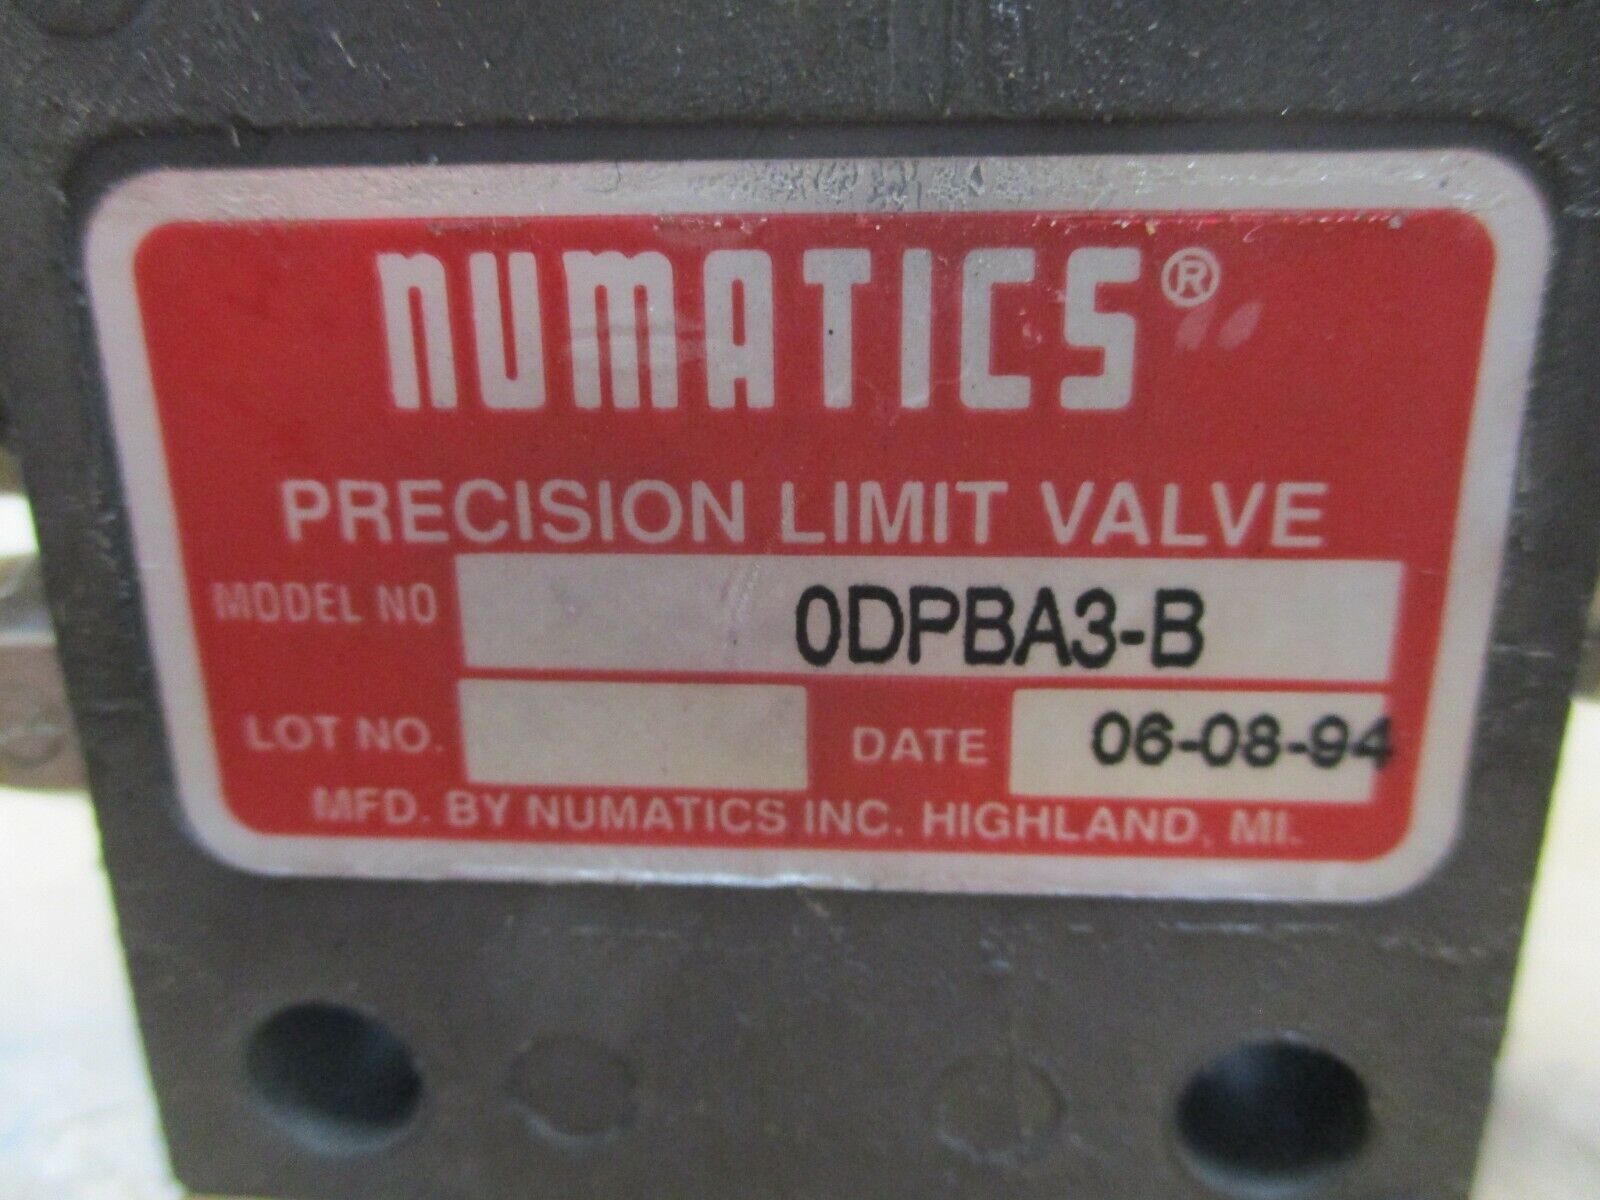 NUMATICS®
PRECISION LIMIT VALVE
MODEL NO 0DPBA3-B
LOT NO. DATE 06-08-94
MFD. BY NUMATICS INC. HIGHLAND, MI.